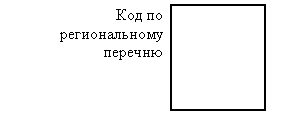 Код по
региональному
перечню